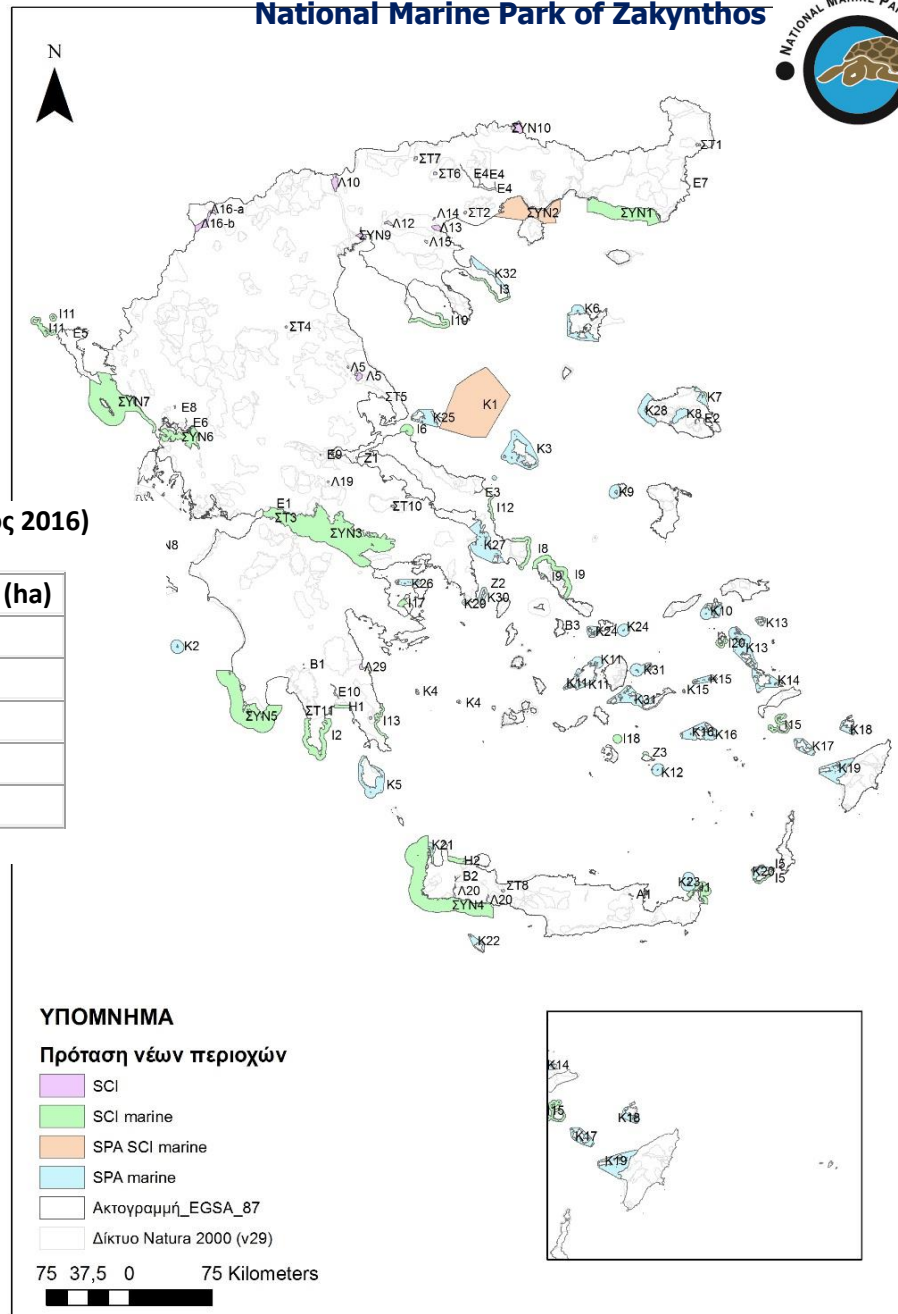 National Marine Park of Zakynthos
NATIONAL MARINE
N
ΣΥΝ10
ΣΤ1
ΣΤ7
ΣΤ6
Ε4Ε4
Ε4
Ε7
Λ10
Λ16-a
Λ16-b
Λ12
Λ14
ΣΤ2
ΣΥΝ2
ΣΥΝ1
Λ13
ΣΥΝ9
Λ15
Κ32
Ι3
Ι11
Ι11
Ε5
Ι10
Κ6
ΣΤ4
Λ5
Λ5
ΣΤ5
Κ1
Κ7
ΣΥΝ7
Ε8
Ε6
ΣΥΝ6
Κ25
Ι6
Κ28
Κ8
Ε2
Κ3
Ε9
Ζ1
Λ19
Κ9
Ε3
Ι12
Ε1
ΣΤ3
ΣΤ10
ς 2016)
ΣΥΝ3
Ν8
Κ27
Ι8
Ι9
Ι9
(ha)
Κ26
Ι17
Ζ2
Κ29
Κ30
Β3
Κ24
Κ24
Κ10
Κ13
Ι20
Κ13
Κ2
Β1
Λ29
Κ11
Κ11
Κ11
Κ31
Κ31
Κ15
Κ15
Κ14
Ε10
Η1
ΣΤ11
Ι2
Ι13
Κ4
Κ4
ΣΥΝ5
Ι15
Κ18
Κ16
Κ16
Ι18
Κ17
Ζ3
Κ12
Κ19
Κ5
Κ21
Η2
Β2
Λ20
Λ20
ΣΤ8
ΣΥΝ4
Α1
Κ23
Ι1
Κ20
Ι5
Ι5
Κ22
ΥΠΟΜΝΗΜΑ
Πρόταση νέων περιοχών
SCI
SCI marine
SPA SCI marine
SPA marine
Ακτογραμμή_EGSA_87
Δίκτυο Natura 2000 (v29)
75 37,5 0 75 Kilometers
Κ14
Ι15
Κ18
Κ17
Κ19